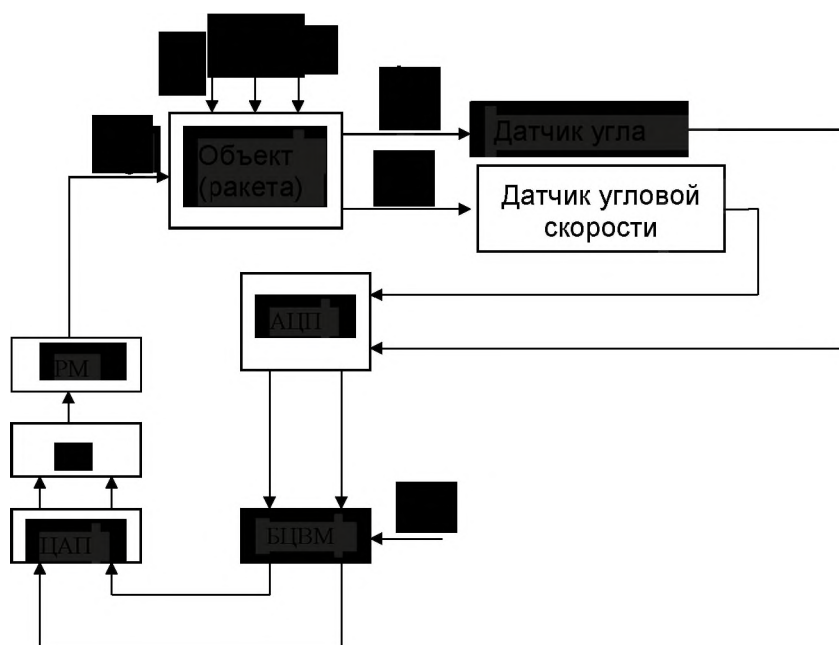 Датчик угла
Объект
(ракета)
Датчик угловой
скорости
АЦП
РМ
ЦАП
БЦВМ